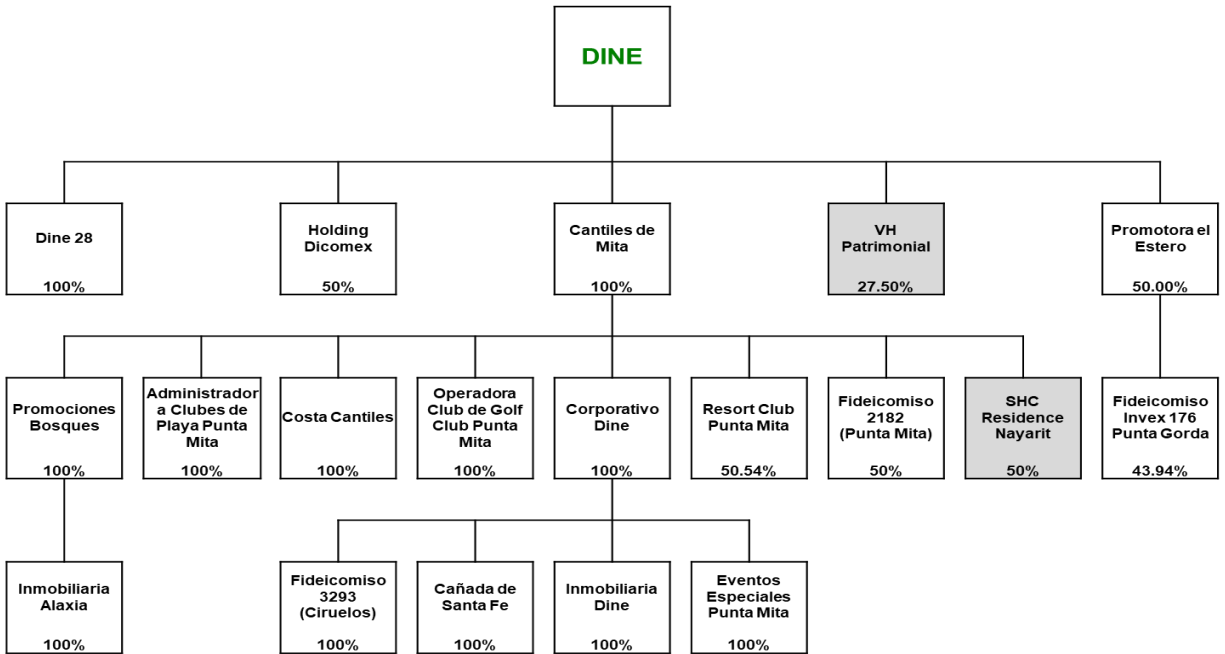 DINE
Dine 28
100%
Holding
Dicomex
50%
Cantiles de
Mita
100%
VH
Patrimonial
27.50%
Promotora el
Estero
50.00%
Promociones
Bosques
100%
Administrador
a Clubes de
Playa Punta
Mita
100%
Costa Cantiles
100%
Operadora
Club de Golf
Club Punta
Mita
100%
Corporativo
Dine
100%
Resort Club
Punta Mita
50.54%
Fideicomiso
2182
(Punta Mita)
50%
SHC
Residence
Nayarit
50%
Fideicomiso
Invex 176
Punta Gorda
43.94%
Inmobiliaria
Alaxia
100%
Fideicomiso
3293
(Ciruelos)
100%
Cañada de
Santa Fe
100%
Inmobiliaria
Dine
100%
Eventos
Especiales
Punta Mita
100%